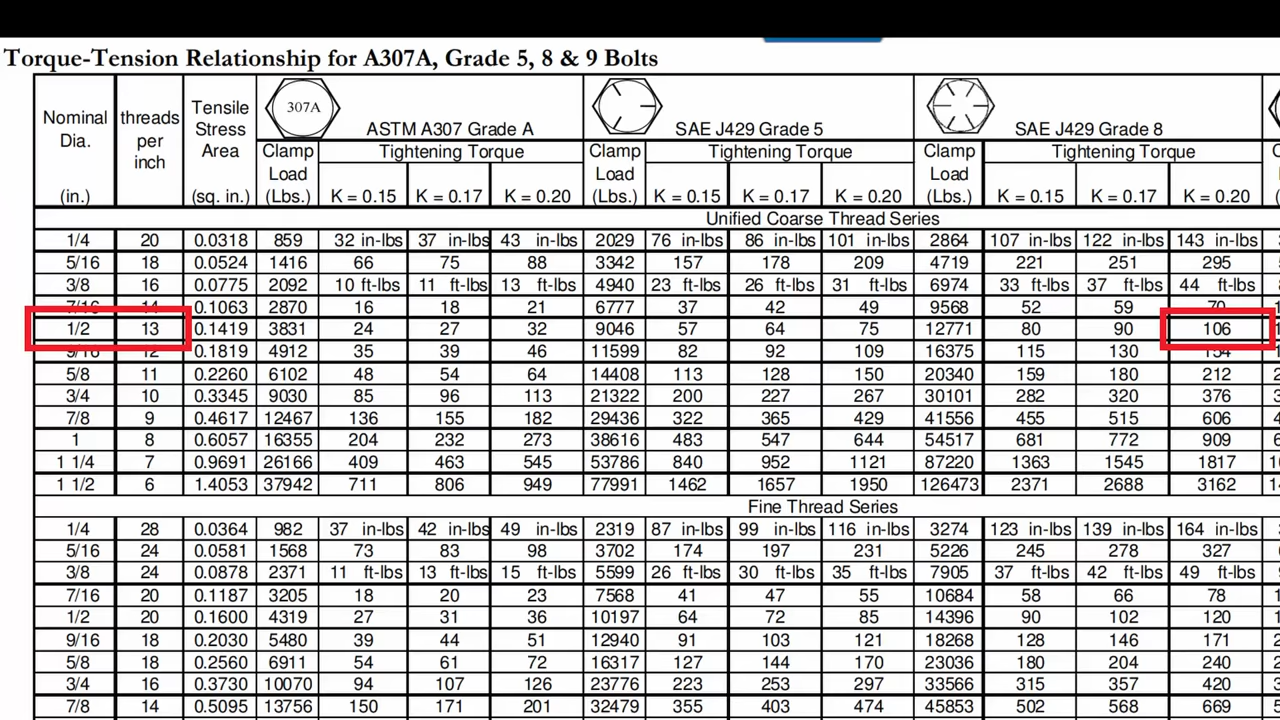 Torque-Tension Relationship for A307A, Grade 5, 8 & 9 Bolts
Nominal Dia. (in.) threads per inch Tensile Stress Area (sq. in.) 307A ASTM A307 Grade A SAE J429 Grade 5 SAE J429 Grade 8
Clamp Load (Lbs.) Tightening Torque Clamp Load (Lbs.) Tightening Torque Clamp Load (Lbs.) Tightening Torque
K = 0.15 K = 0.17 K = 0.20 K = 0.15 K = 0.17 K = 0.20 K = 0.15 K = 0.17 K = 0.20
Unified Coarse Thread Series
1/4 20 0.0318 859 32 in-lbs 37 in-lbs 43 in-lbs 2029 76 in-lbs 86 in-lbs 101 in-lbs 2864 107 in-lbs 122 in-lbs 143 in-lbs
5/16 18 0.0524 1416 66 75 88 3342 157 178 209 4719 221 251 295
3/8 16 0.0775 2092 10 ft-lbs 11 ft-lbs 13 ft-lbs 4940 23 ft-lbs 26 ft-lbs 31 ft-lbs 6974 33 ft-lbs 37 ft-lbs 44 ft-lbs
7/16 14 0.1063 2870 16 18 21 6777 37 42 49 9568 52 59 70
1/2 13 0.1419 3831 24 27 32 9046 57 64 75 12771 80 90 106
9/16 12 0.1819 4912 35 39 46 11599 82 92 109 16375 115 130 154
5/8 11 0.2260 6102 48 54 64 14408 113 128 150 20340 159 180 212
3/4 10 0.3345 9030 85 96 113 21322 200 227 267 30101 282 320 376
7/8 9 0.4617 12467 136 155 182 29436 322 365 429 41556 455 515 606
1 8 0.6057 16355 204 232 273 38616 483 547 644 54517 681 772 909
1 1/4 7 0.9691 26166 409 463 545 53786 840 952 1121 87220 1363 1545 1817
1 1/2 6 1.4053 37942 711 806 949 77991 1462 1657 1950 126473 2371 2688 3162
Fine Thread Series
1/4 28 0.0364 982 37 in-lbs 42 in-lbs 49 in-lbs 2319 87 in-lbs 99 in-lbs 116 in-lbs 3274 123 in-lbs 139 in-lbs 164 in-lbs
5/16 24 0.0581 1568 73 83 98 3702 174 197 231 5226 245 278 327
3/8 24 0.0878 2371 11 ft-lbs 13 ft-lbs 15 ft-lbs 5599 26 ft-lbs 30 ft-lbs 35 ft-lbs 7905 37 ft-lbs 42 ft-lbs 49 ft-lbs
7/16 20 0.1187 3205 18 20 23 7568 41 47 55 10684 58 66 78
1/2 20 0.1600 4319 27 31 36 10197 64 72 85 14396 90 102 120
9/16 18 0.2030 5480 39 44 51 12940 91 103 121 18268 128 146 171
5/8 18 0.2560 6911 54 61 72 16317 127 144 170 23036 180 204 240
3/4 16 0.3730 10070 94 107 126 23776 223 253 297 33566 315 357 420
7/8 14 0.5095 13756 150 171 201 32479 355 403 474 45853 502 568 669